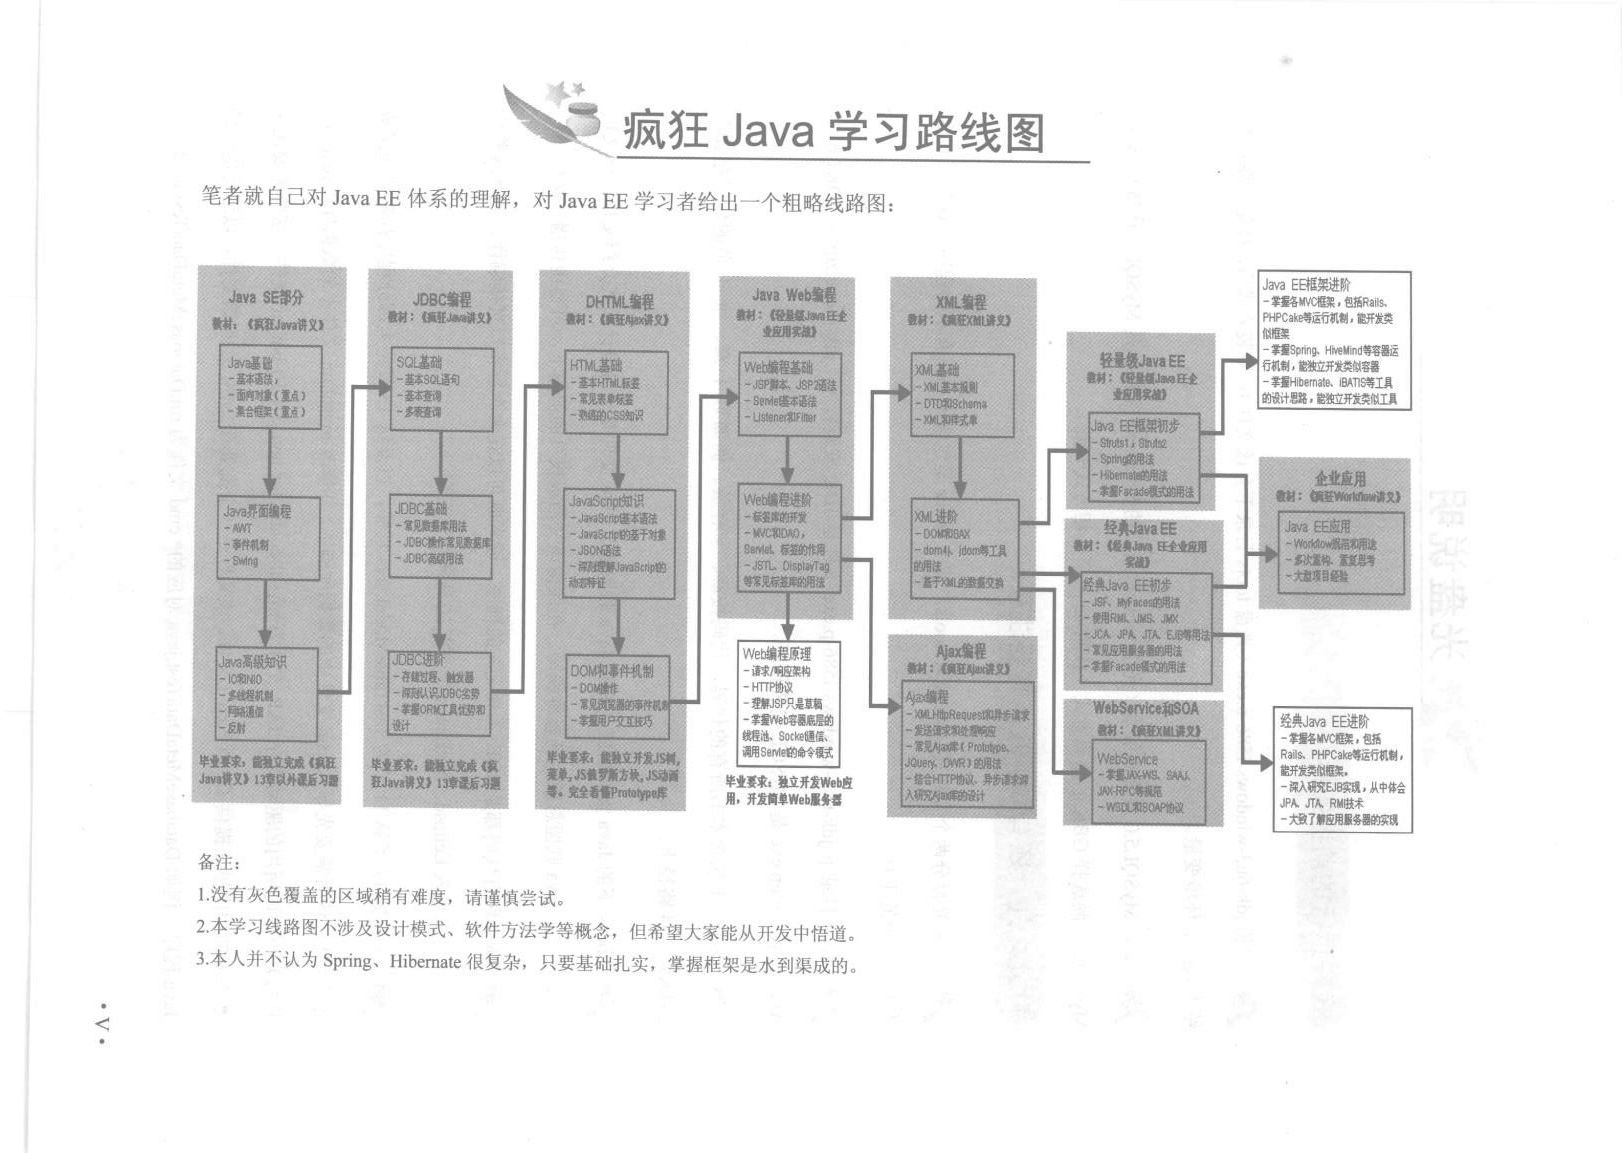 疯狂 Java 学习路线图
笔者就自己对 Java EE 体系的理解，对 Java EE 学习者给出一个粗略线路图：
Java SE部分
教材：《疯狂Java讲义》
Java基础
－基本语法，
－面向对象（重点）
－集合框架（重点）
Java界面编程
－AWT
－事件机制
－Swing
Java高级知识
－IO和NIO
－多线程机制
－网络通信
－反射
毕业要求：能独立完成《疯狂
Java讲义》13章以外课后习题
JDBC编程
教材：《疯狂Java讲义》
SQL基础
－基本SQL语句
－基本查询
－多表查询
JDBC基础
－常见数据库用法
－JDBC操作常见数据库
－JDBC高级用法
JDBC进阶
－存储过程、触发器
－深刻认识JDBC劣势
－掌握ORM工具优势和
设计
毕业要求：能独立完成《疯
狂Java讲义》13章课后习题
DHTML编程
教材：《疯狂Ajax讲义》
HTML基础
－基本HTML标签
－常见表单标签
－熟练的CSS知识
JavaScript知识
－JavaScript基本语法
－JavaScript的基于对象
－JSON语法
－深刻理解JavaScript的
动态特征
DOM和事件机制
－DOM操作
－常见浏览器的事件机制
－掌握用户交互技巧
毕业要求：能独立开发JS树，
菜单，JS俄罗斯方块，JS动画
等。完全看懂Prototype库
Java Web编程
教材：《轻量级Java EE企
业应用实战》
Web编程基础
－JSP脚本、JSP2语法
－Servlet基本语法
－Listener和Filter
Web编程进阶
－标签库的开发
－MVC和DAO，
Servlet、标签的作用
－JSTL、DisplayTag
等常见标签库的用法
Web编程原理
－请求/响应架构
－HTTP协议
－理解JSP只是草稿
－掌握Web容器底层的
线程池、Socket通信、
调用Servlet的命令模式
毕业要求：独立开发Web应
用，开发简单Web服务器
XML编程
教材：《疯狂XML讲义》
XML基础
－XML基本规则
－DTD和Schema
－XML和样式单
XML进阶
－DOM和SAX
－dom4j、jdom等工具
的用法
－基于XML的数据交换
Ajax编程
教材：《疯狂Ajax讲义》
Ajax编程
－XMLHttpRequest和异步请求
－发送请求和处理响应
－常见Ajax库（Prototype、
JQuery、DWR）的用法
－结合HTTP协议、异步请求深
入研究Ajax库的设计
轻量级Java EE
教材：《轻量级Java EE企
业应用实战》
Java EE框架初步
－Struts1，Struts2
－Spring的用法
－Hibernate的用法
－掌握Facade模式的用法
经典Java EE
教材：《经典Java EE企业应用
实战》
经典Java EE初步
－JSF、MyFaces的用法
－使用RMI、JMS、JMX
－JCA、JPA、JTA、EJB等用法
－常见应用服务器的用法
－掌握Facade模式的用法
WebService和SOA
教材：《疯狂XML讲义》
WebService
－掌握JAX-WS、SAAJ、
JAX-RPC等规范
－WSDL和SOAP协议
Java EE框架进阶
－掌握各MVC框架，包括Rails、
PHPCake等运行机制，能开发类
似框架
－掌握Spring、HiveMind等容器运
行机制，能独立开发类似容器
－掌握Hibernate、iBATIS等工具
的设计思路，能独立开发类似工具
企业应用
教材：《疯狂Workflow讲义》
Java EE应用
－Workflow规范和用法
－多次重构、重复思考
－大型项目经验
经典Java EE进阶
－掌握各MVC框架，包括
Rails、PHPCake等运行机制，
能开发类似框架。
－深入研究EJB实现，从中体会
JPA、JTA、RMI技术
－大致了解应用服务器的实现
备注：
1.没有灰色覆盖的区域稍有难度，请谨慎尝试。
2.本学习线路图不涉及设计模式、软件方法学等概念，但希望大家能从开发中悟道。
3.本人并不认为 Spring、Hibernate 很复杂，只要基础扎实，掌握框架是水到渠成的。
• V •